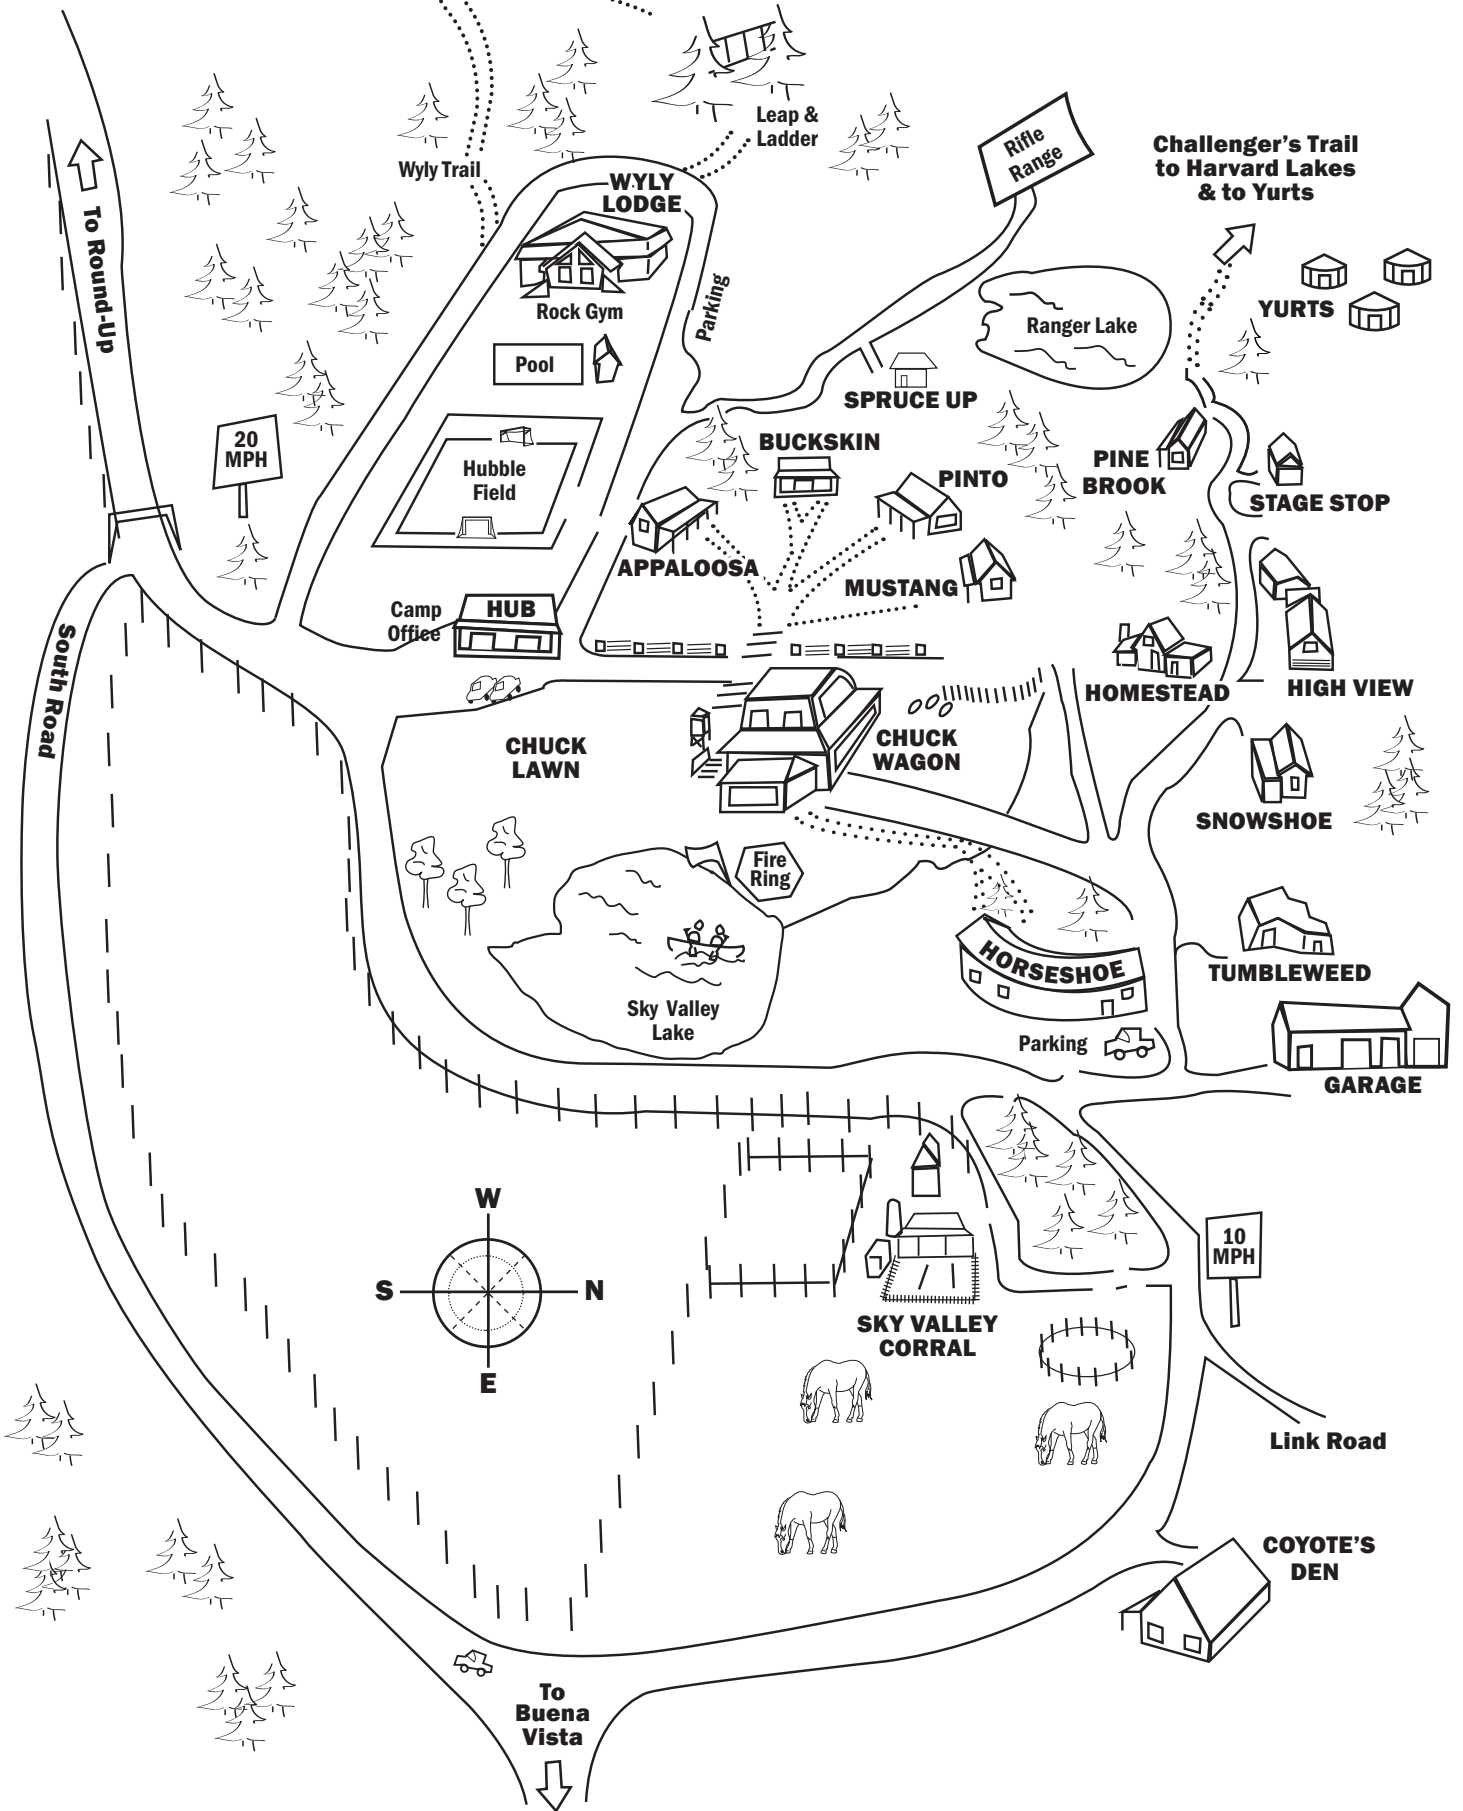 Leap &
Ladder
Rifle
Range
Challenger's Trail
to Harvard Lakes
& to Yurts
Wyly Trail
WYLY
LODGE
To Round-Up
Rock Gym
Parking
Ranger Lake
YURTS
Pool
SPRUCE UP
20
MPH
BUCKSKIN
Hubble
Field
PINTO
PINE
BROOK
STAGE STOP
APPALOOSA
MUSTANG
Camp
Office
HUB
South Road
HOMESTEAD
HIGH VIEW
CHUCK
LAWN
CHUCK
WAGON
SNOWSHOE
Fire
Ring
HORSESHOE
TUMBLEWEED
Sky Valley
Lake
Parking
GARAGE
W
S
N
E
10
MPH
SKY VALLEY
CORRAL
Link Road
COYOTE'S
DEN
To
Buena
Vista